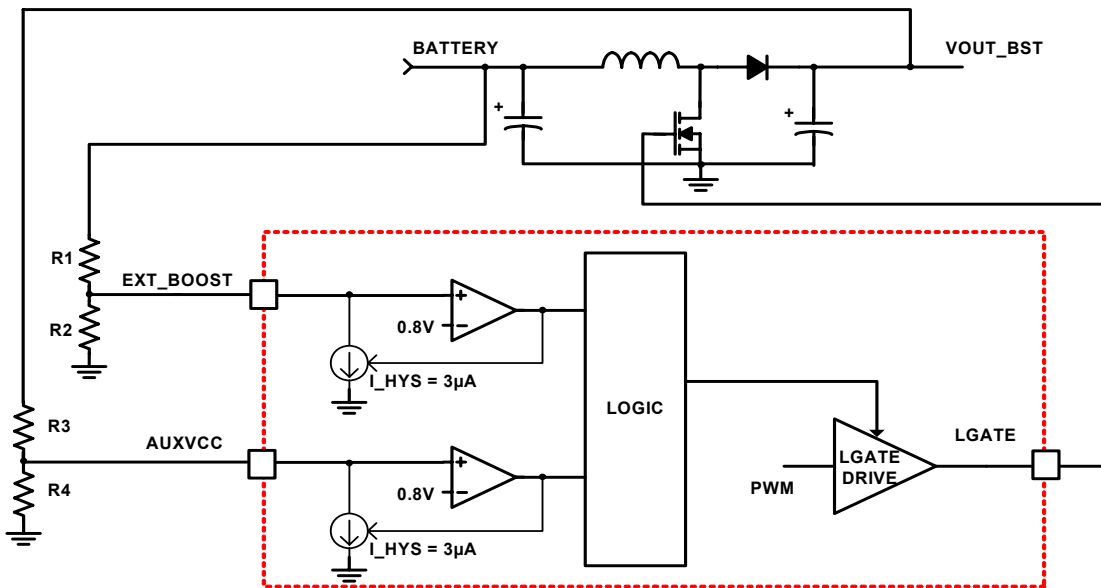 BATTERY
VOUT_BST
+
+
R1
EXT_BOOST
R2
+
0.8V
−
I_HYS = 3µA
LOGIC
R3
AUXVCC
R4
+
0.8V
−
I_HYS = 3µA
LGATE
DRIVE
PWM
LGATE